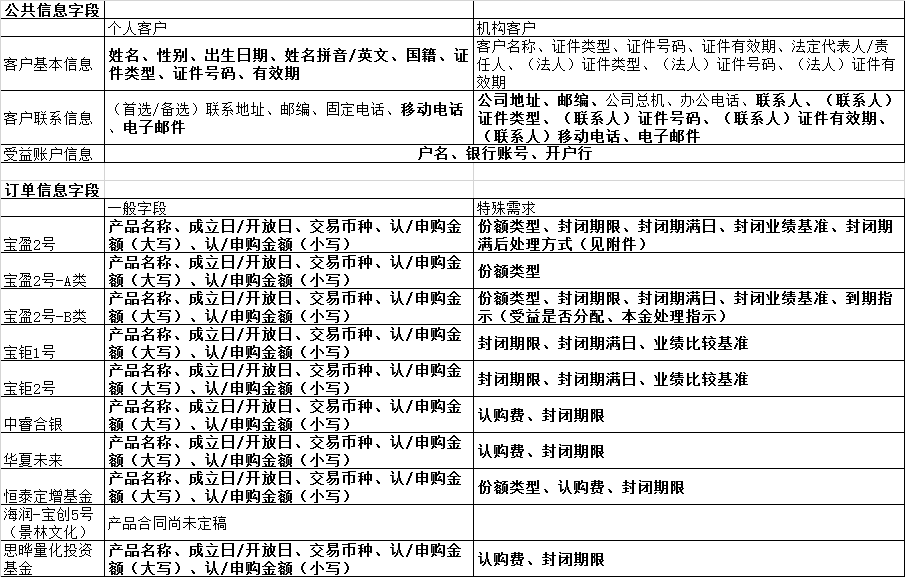 公共信息字段
个人客户
机构客户
客户基本信息
姓名、性别、出生日期、姓名拼音/英文、国籍、证
件类型、证件号码、有效期
客户名称、证件类型、证件号码、证件有效期、法定代表人/责
任人、（法人）证件类型、（法人）证件号码、（法人）证件有
效期
客户联系信息
（首选/备选）联系地址、邮编、固定电话、移动电话
、电子邮件
公司地址、邮编、公司总机、办公电话、联系人、（联系人）
证件类型、（联系人）证件号码、（联系人）证件有效期、
（联系人）移动电话、电子邮件
受益账户信息
户名、银行账号、开户行
订单信息字段
一般字段
特殊需求
宝盈2号
产品名称、成立日/开放日、交易币种、认/申购金
额（大写）、认/申购金额（小写）
份额类型、封闭期限、封闭期满日、封闭业绩基准、封闭期
满后处理方式（见附件）
宝盈2号-A类
产品名称、成立日/开放日、交易币种、认/申购金
额（大写）、认/申购金额（小写）
份额类型
宝盈2号-B类
产品名称、成立日/开放日、交易币种、认/申购金
额（大写）、认/申购金额（小写）
份额类型、封闭期限、封闭期满日、封闭业绩基准、到期指
示（受益是否分配、本金处理指示）
宝钜1号
产品名称、成立日/开放日、交易币种、认/申购金
额（大写）、认/申购金额（小写）
封闭期限、封闭期满日、业绩比较基准
宝钜2号
产品名称、成立日/开放日、交易币种、认/申购金
额（大写）、认/申购金额（小写）
封闭期限、封闭期满日、业绩比较基准
中睿合银
产品名称、成立日/开放日、交易币种、认/申购金
额（大写）、认/申购金额（小写）
认购费、封闭期限
华夏未来
产品名称、成立日/开放日、交易币种、认/申购金
额（大写）、认/申购金额（小写）
认购费、封闭期限
恒泰定增基金
产品名称、成立日/开放日、交易币种、认/申购金
额（大写）、认/申购金额（小写）
份额类型、认购费、封闭期限
海润-宝创5号
（景林文化）
产品合同尚未定稿
思晔量化投资
基金
产品名称、成立日/开放日、交易币种、认/申购金
额（大写）、认/申购金额（小写）
认购费、封闭期限